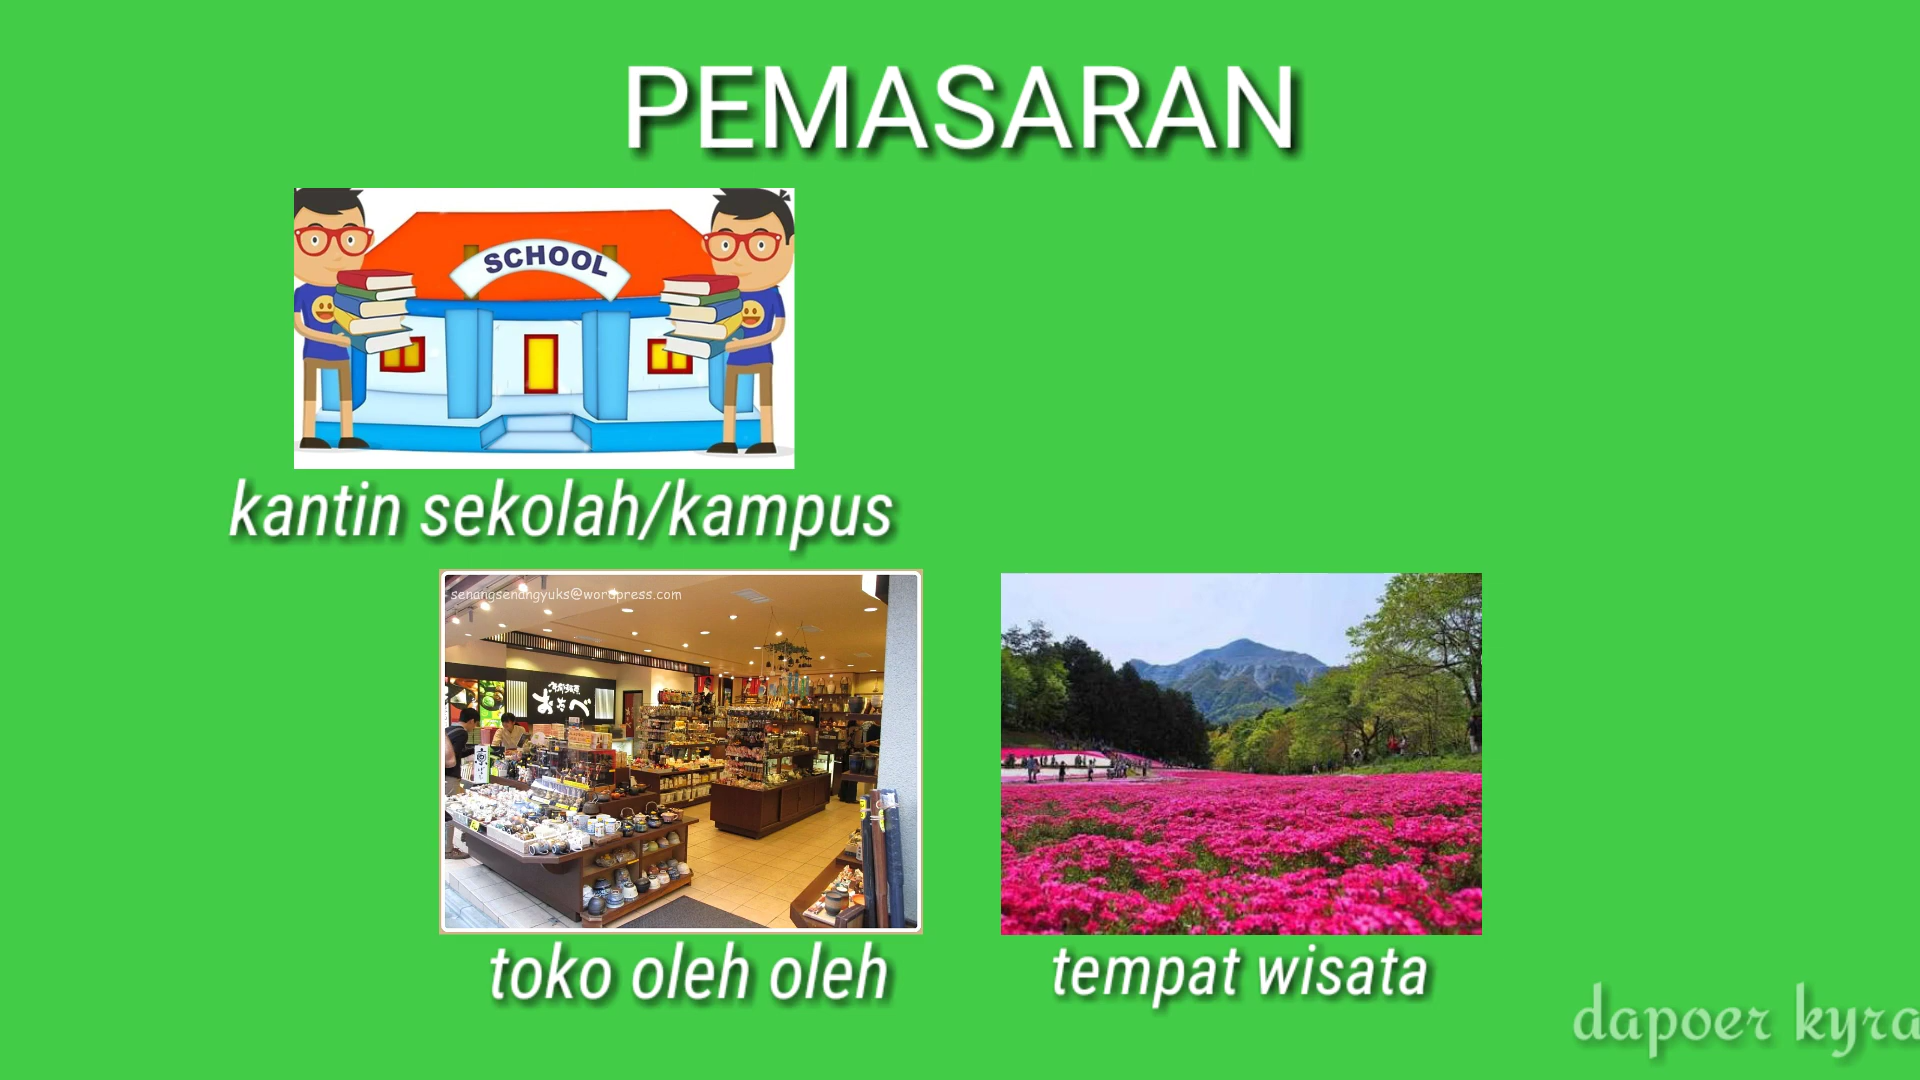 PEMASARAN
SCHOOL
kantin sekolah/kampus
senangsenangyuks@wordpress.com
toko oleh oleh
tempat wisata
dapoer kyra